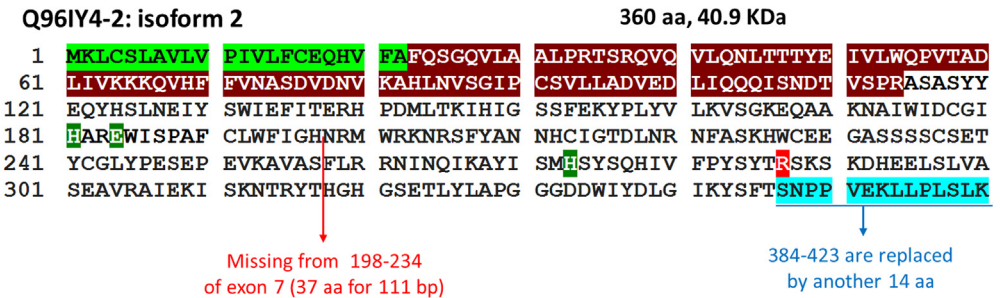 Q96IY4-2: isoform 2 360 aa, 40.9 KDa
1 MKLCSLAVLV PIVLFCEQHV FAFQSGQVLA ALPRTSRQVQ VLQNLTTTYE IVLWQPVTAD
61 LIVKKKQVHF FVNASDVDNV KAHLNVSGIP CSVLLADVED LIQQQISNDT VSPRASASYY
121 EQYHSLNEIY SWIEFITERH PDMLTKIHIG SSFEKYPLYV LKVSGKEQAA KNAIWIDCGI
181 HAREWISPAF CLWFIGHNRM WRKNRSFYAN NHCIGTDLNR NFASKHWCEE GASSSSCSET
241 YCGLYPESEP EVKAVASFLR RNINQIKAYI SMHSYSQHIV FPYSYTRSKS KDHEELSLVA
301 SEAVRAIEKI SKNTRYTHGH GSETLYLAPG GGDDWIYDLG IKYSFTSNPP VEKLLPLSLK
Missing from 198-234
of exon 7 (37 aa for 111 bp)
384-423 are replaced
by another 14 aa